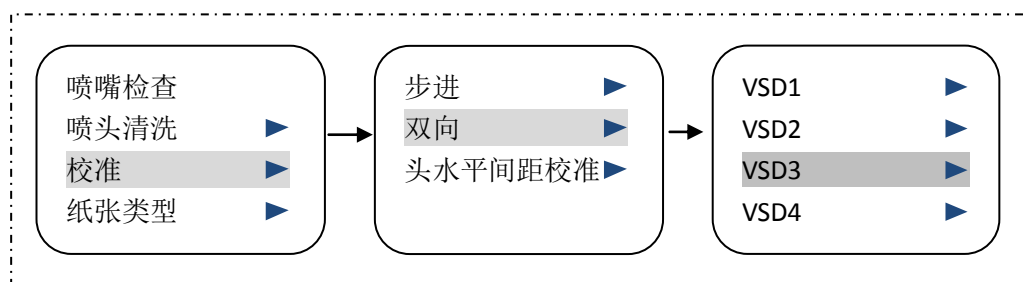 喷嘴检查
喷头清洗
校准
纸张类型
步进
双向
头水平间距校准
VSD1
VSD2
VSD3
VSD4